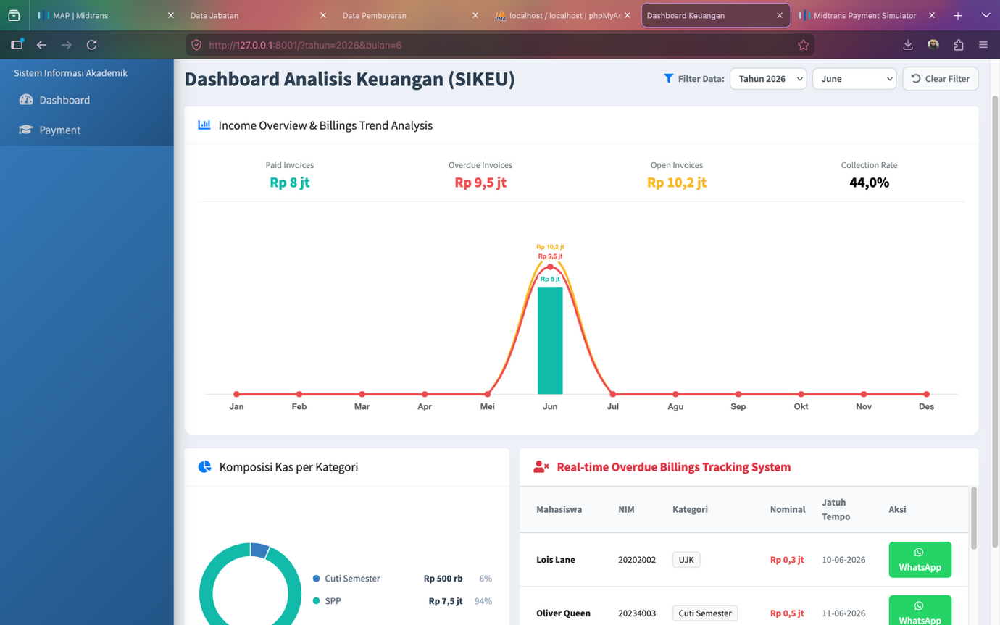 MAP | Midtrans
Data Jabatan
Data Pembayaran
localhost / localhost | phpMyAd
Dashboard Keuangan
Midtrans Payment Simulator
http://127.0.0.1:8001/?tahun=2026&bulan=6
Sistem Informasi Akademik
Dashboard
Payment
Dashboard Analisis Keuangan (SIKEU)
Filter Data:
Tahun 2026
June
Clear Filter
Income Overview & Billings Trend Analysis
Paid Invoices
Overdue Invoices
Open Invoices
Collection Rate
Rp 8 jt
Rp 9,5 jt
Rp 10,2 jt
44,0%
Rp 10,2 jt
Rp 9,5 jt
Rp 8 jt
Jan Feb Mar Apr Mei Jun Jul Agu Sep Okt Nov Des
Komposisi Kas per Kategori
Cuti Semester Rp 500 rb 6%
SPP Rp 7,5 jt 94%
Real-time Overdue Billings Tracking System
Mahasiswa NIM Kategori Nominal Jatuh Tempo Aksi
Lois Lane 20202002 UJK Rp 0,3 jt 10-06-2026 WhatsApp
Oliver Queen 20234003 Cuti Semester Rp 0,5 jt 11-06-2026 WhatsApp